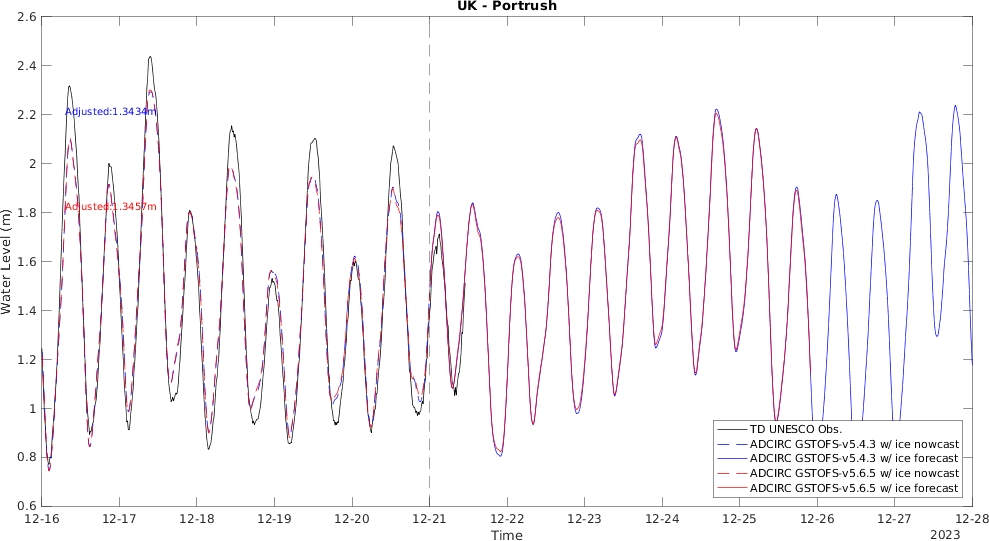 UK - Portrush
2.6
2.4
2.2
2
1.8
1.6
1.4
1.2
1
0.8
0.6
Water Level (m)
Adjusted:1.3434m
Adjusted:1.3457m
TD UNESCO Obs.
ADCIRC GSTOFS-v5.4.3 w/ ice nowcast
ADCIRC GSTOFS-v5.4.3 w/ ice forecast
ADCIRC GSTOFS-v5.6.5 w/ ice nowcast
ADCIRC GSTOFS-v5.6.5 w/ ice forecast
12-16 12-17 12-18 12-19 12-20 12-21 12-22 12-23 12-24 12-25 12-26 12-27 12-28
Time
2023